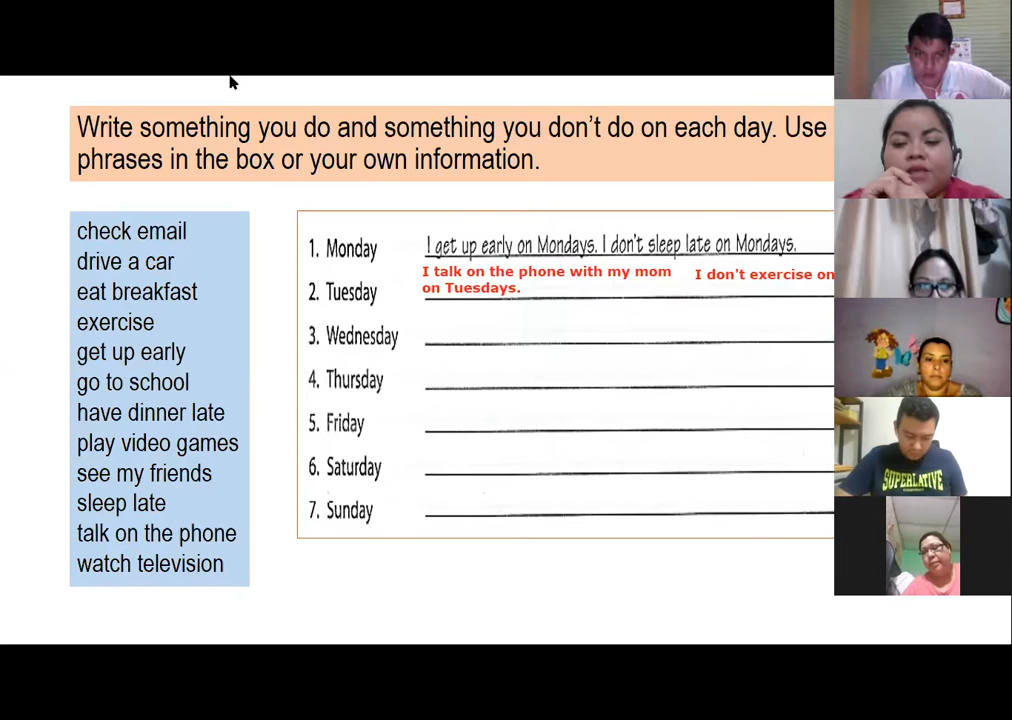 Write something you do and something you don't do on each day. Use
phrases in the box or your own information.
check email
drive a car
eat breakfast
exercise
get up early
go to school
have dinner late
play video games
see my friends
sleep late
talk on the phone
watch television
1. Monday I get up early on Mondays. I don't sleep late on Mondays.
2. Tuesday I talk on the phone with my mom
on Tuesdays.
I don't exercise on
3. Wednesday
4. Thursday
5. Friday
6. Saturday
7. Sunday
SUPERLATIVE